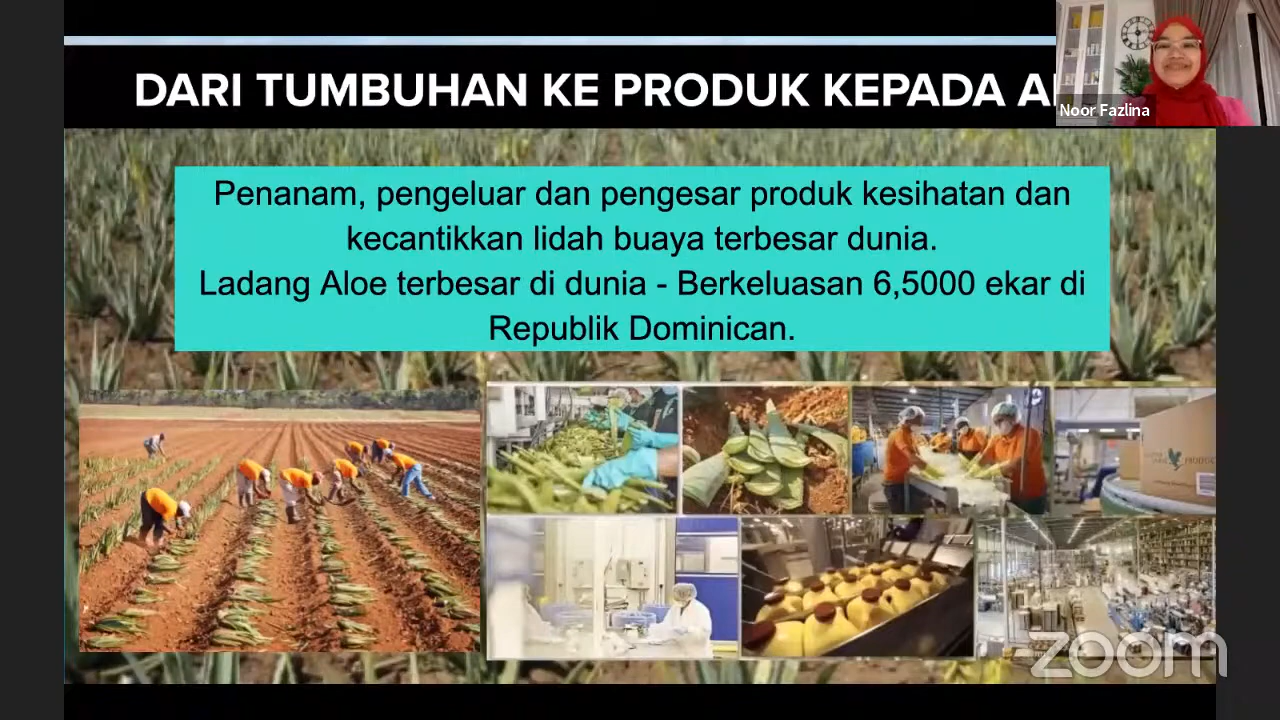 DARI TUMBUHAN KE PRODUK KEPADA
Noor Fazlina
Penanam, pengeluar dan pengesar produk kesihatan dan
kecantikkan lidah buaya terbesar dunia.
Ladang Aloe terbesar di dunia - Berkeluasan 6,5000 ekar di
Republik Dominican.
zoom